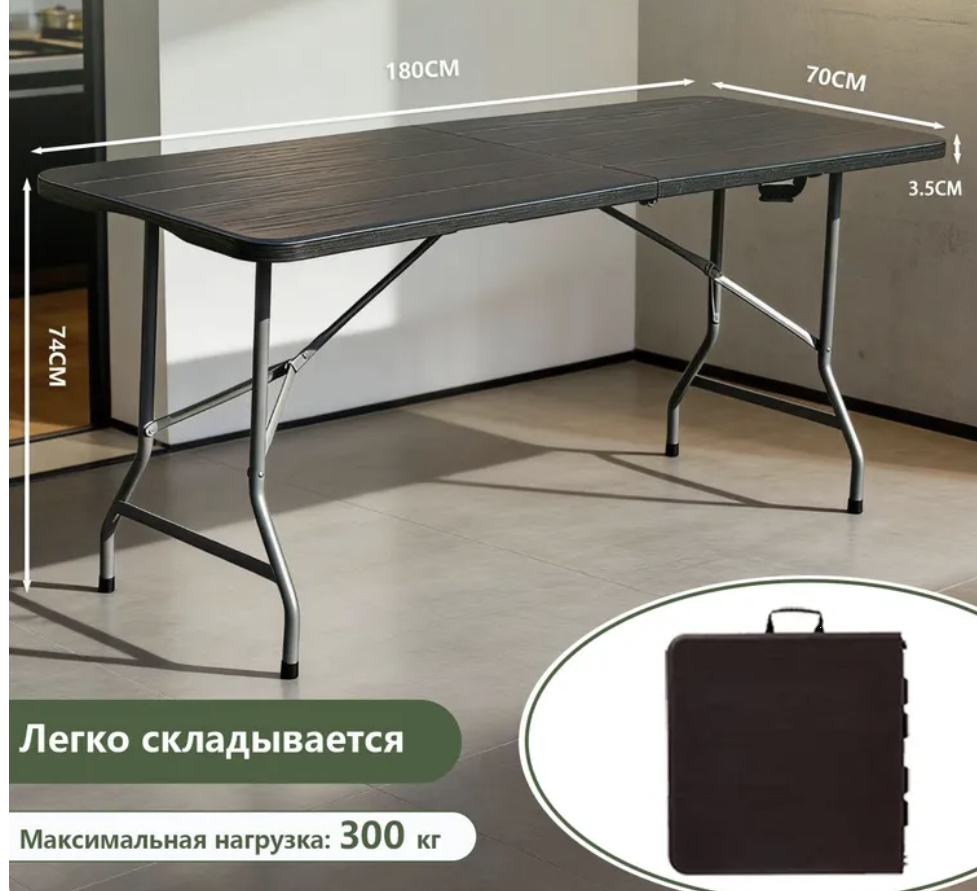 180CM
70CM
3.5CM
74CM
Легко складывается
Максимальная нагрузка: 300 кг